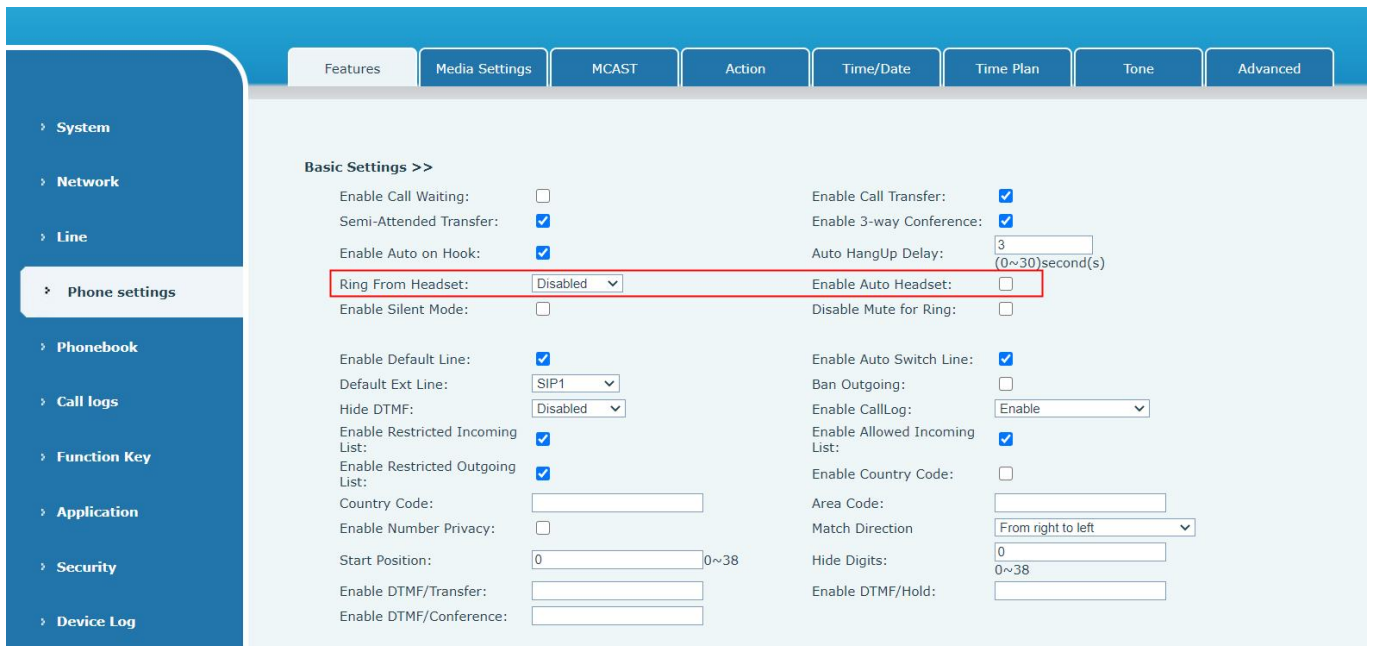 Features Media Settings MCAST Action Time/Date Time Plan Tone Advanced
System
Network
Line
Phone settings
Phonebook
Call logs
Function Key
Application
Security
Device Log
Basic Settings >>
Enable Call Waiting: Enable Call Transfer:
Semi-Attended Transfer: Enable 3-way Conference:
Enable Auto on Hook: Auto HangUp Delay: 3
(0~30)second(s)
Ring From Headset: Disabled Enable Auto Headset:
Enable Silent Mode: Disable Mute for Ring:
Enable Default Line: Enable Auto Switch Line:
Default Ext Line: SIP1 Ban Outgoing:
Hide DTMF: Disabled Enable CallLog: Enable
Enable Restricted Incoming
List:
Enable Allowed Incoming
List:
Enable Restricted Outgoing
List:
Enable Country Code:
Country Code: Area Code:
Enable Number Privacy: Match Direction From right to left
Start Position: 0 0~38 Hide Digits: 0
0~38
Enable DTMF/Transfer: Enable DTMF/Hold:
Enable DTMF/Conference: